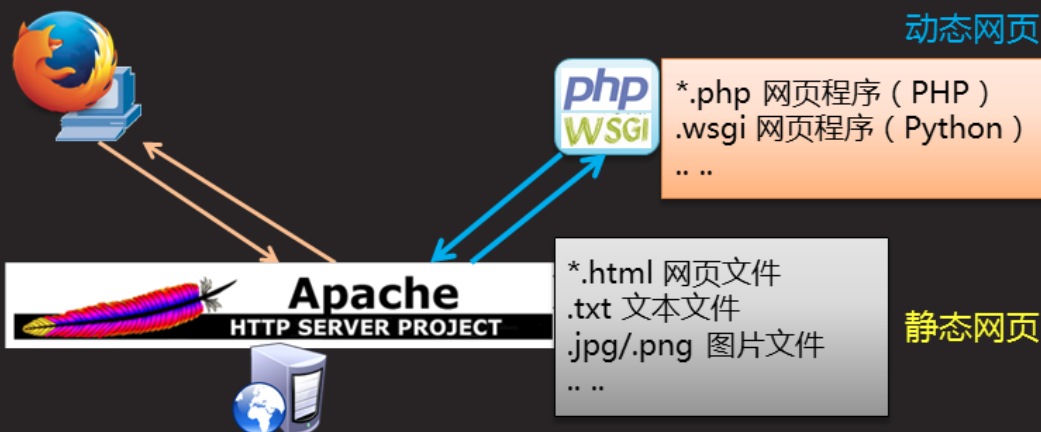 动态网页
php
WSGI
*.php 网页程序（PHP）
.wsgi 网页程序（Python）
.. ..
Apache
HTTP SERVER PROJECT
*.html 网页文件
.txt 文本文件
.jpg/.png 图片文件
.. ..
静态网页